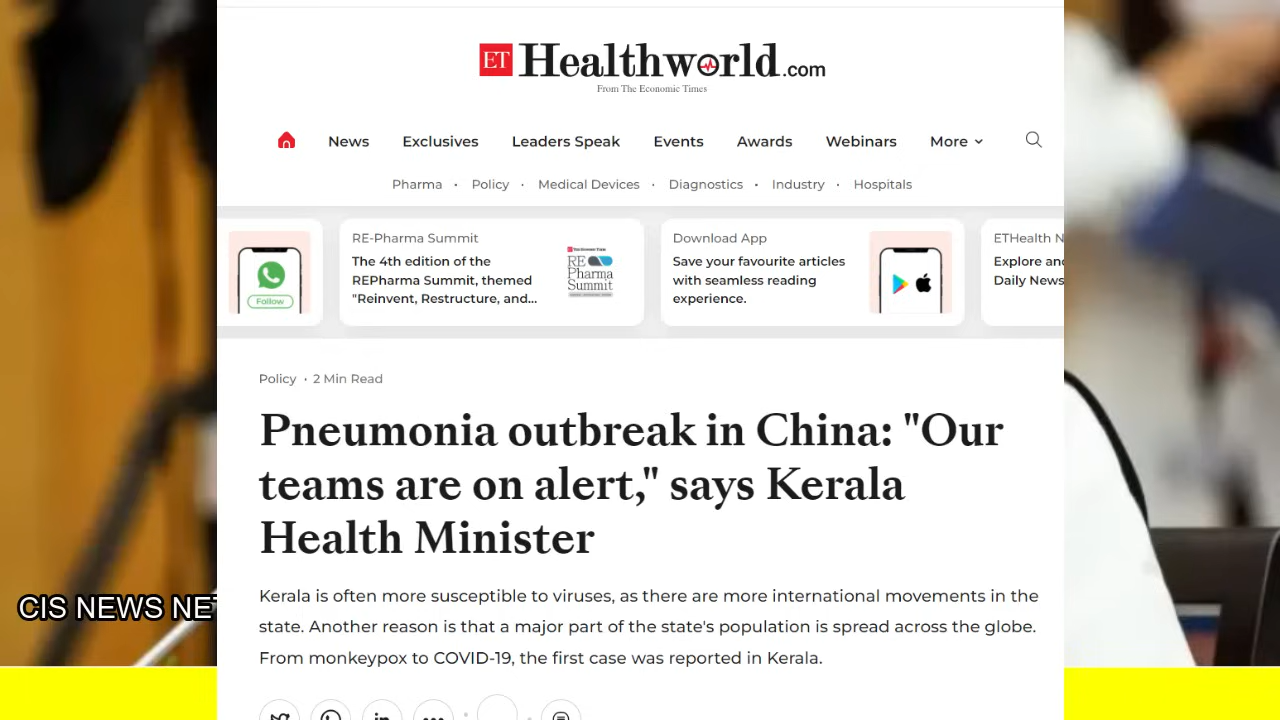 ET Healthworld.com
From The Economic Times
News Exclusives Leaders Speak Events Awards Webinars More
Pharma · Policy · Medical Devices · Diagnostics · Industry · Hospitals
Follow
RE-Pharma Summit
The 4th edition of the
REPharma Summit, themed
"Reinvent, Restructure, and...
RE
Pharma
Summit
Download App
Save your favourite articles
with seamless reading
experience.
ETHealth N
Explore and
Daily News
Policy · 2 Min Read
Pneumonia outbreak in China: "Our
teams are on alert," says Kerala
Health Minister
Kerala is often more susceptible to viruses, as there are more international movements in the
state. Another reason is that a major part of the state's population is spread across the globe.
From monkeypox to COVID-19, the first case was reported in Kerala.
CIS NEWS NET